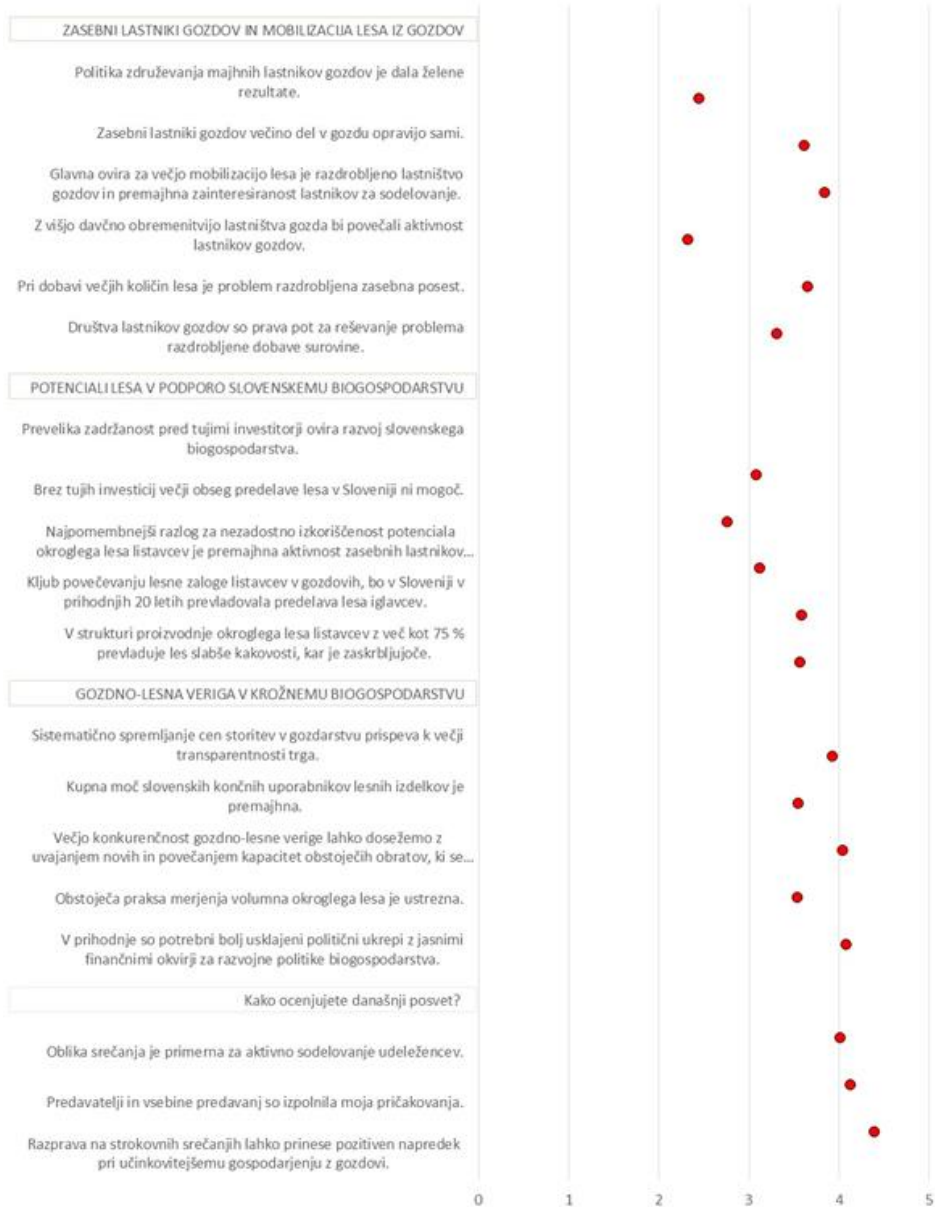 ZASEBNI LASTNIKI GOZDOV IN MOBILIZACIJA LESA IZ GOZDOV
Politika združevanja majhnih lastnikov gozdov je dala želene
rezultate.
Zasebni lastniki gozdov večino del v gozdu opravijo sami.
Glavna ovira za večjo mobilizacijo lesa je razdrobljeno lastništvo
gozdov in premajhna zainteresiranost lastnikov za sodelovanje.
Z višjo davčno obremenitvijo lastništva gozda bi povečali aktivnost
lastnikov gozdov.
Pri dobavi večjih količin lesa je problem razdrobljena zasebna posest.
Društva lastnikov gozdov so prava pot za reševanje problema
razdrobljene dobave surovine.
POTENCIALI LESA V PODPORO SLOVENSKEMU BIOGOSPODARSTVU
Prevelika zadržanost pred tujimi investitorji ovira razvoj slovenskega
biogospodarstva.
Brez tujih investicij večji obseg predelave lesa v Sloveniji ni mogoč.
Najpomembnejši razlog za nezadostno izkoriščenost potenciala
okroglega lesa listavcev je premajhna aktivnost zasebnih lastnikov...
Kljub povečevanju lesne zaloge listavcev v gozdovih, bo v Sloveniji v
prihodnjih 20 letih prevladovala predelava lesa iglavcev.
V strukturi proizvodnje okroglega lesa listavcev z več kot 75 %
prevladuje les slabše kakovosti, kar je zaskrbljujoče.
GOZDNO-LESNA VERIGA V KROŽNEMU BIOGOSPODARSTVU
Sistematično spremljanje cen storitev v gozdarstvu prispeva k večji
transparentnosti trga.
Kupna moč slovenskih končnih uporabnikov lesnih izdelkov je
premajhna.
Večjo konkurenčnost gozdno-lesne verige lahko dosežemo z
uvajanjem novih in povečanjem kapacitet obstoječih obratov, ki se...
Obstoječa praksa merjenja volumna okroglega lesa je ustrezna.
V prihodnje so potrebni bolj usklajeni politični ukrepi z jasnimi
finančnimi okvirji za razvojne politike biogospodarstva.
Kako ocenjujete današnji posvet?
Oblika srečanja je primerna za aktivno sodelovanje udeležencev.
Predavatelji in vsebine predavanj so izpolnila moja pričakovanja.
Razprava na strokovnih srečanjih lahko prinese pozitiven napredek
pri učinkovitejšemu gospodarjenju z gozdovi.
0 1 2 3 4 5